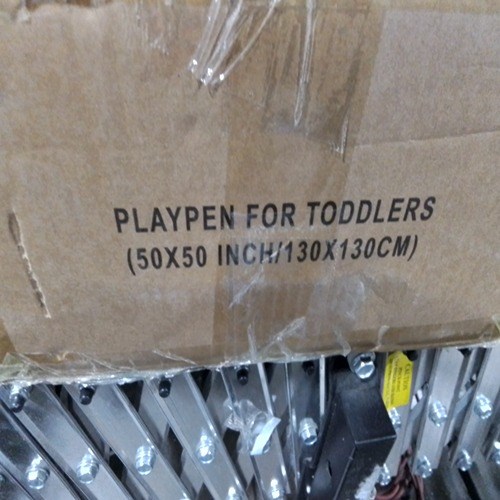 PLAYPEN FOR TODDLERS
(50X50 INCH/130X130CM)